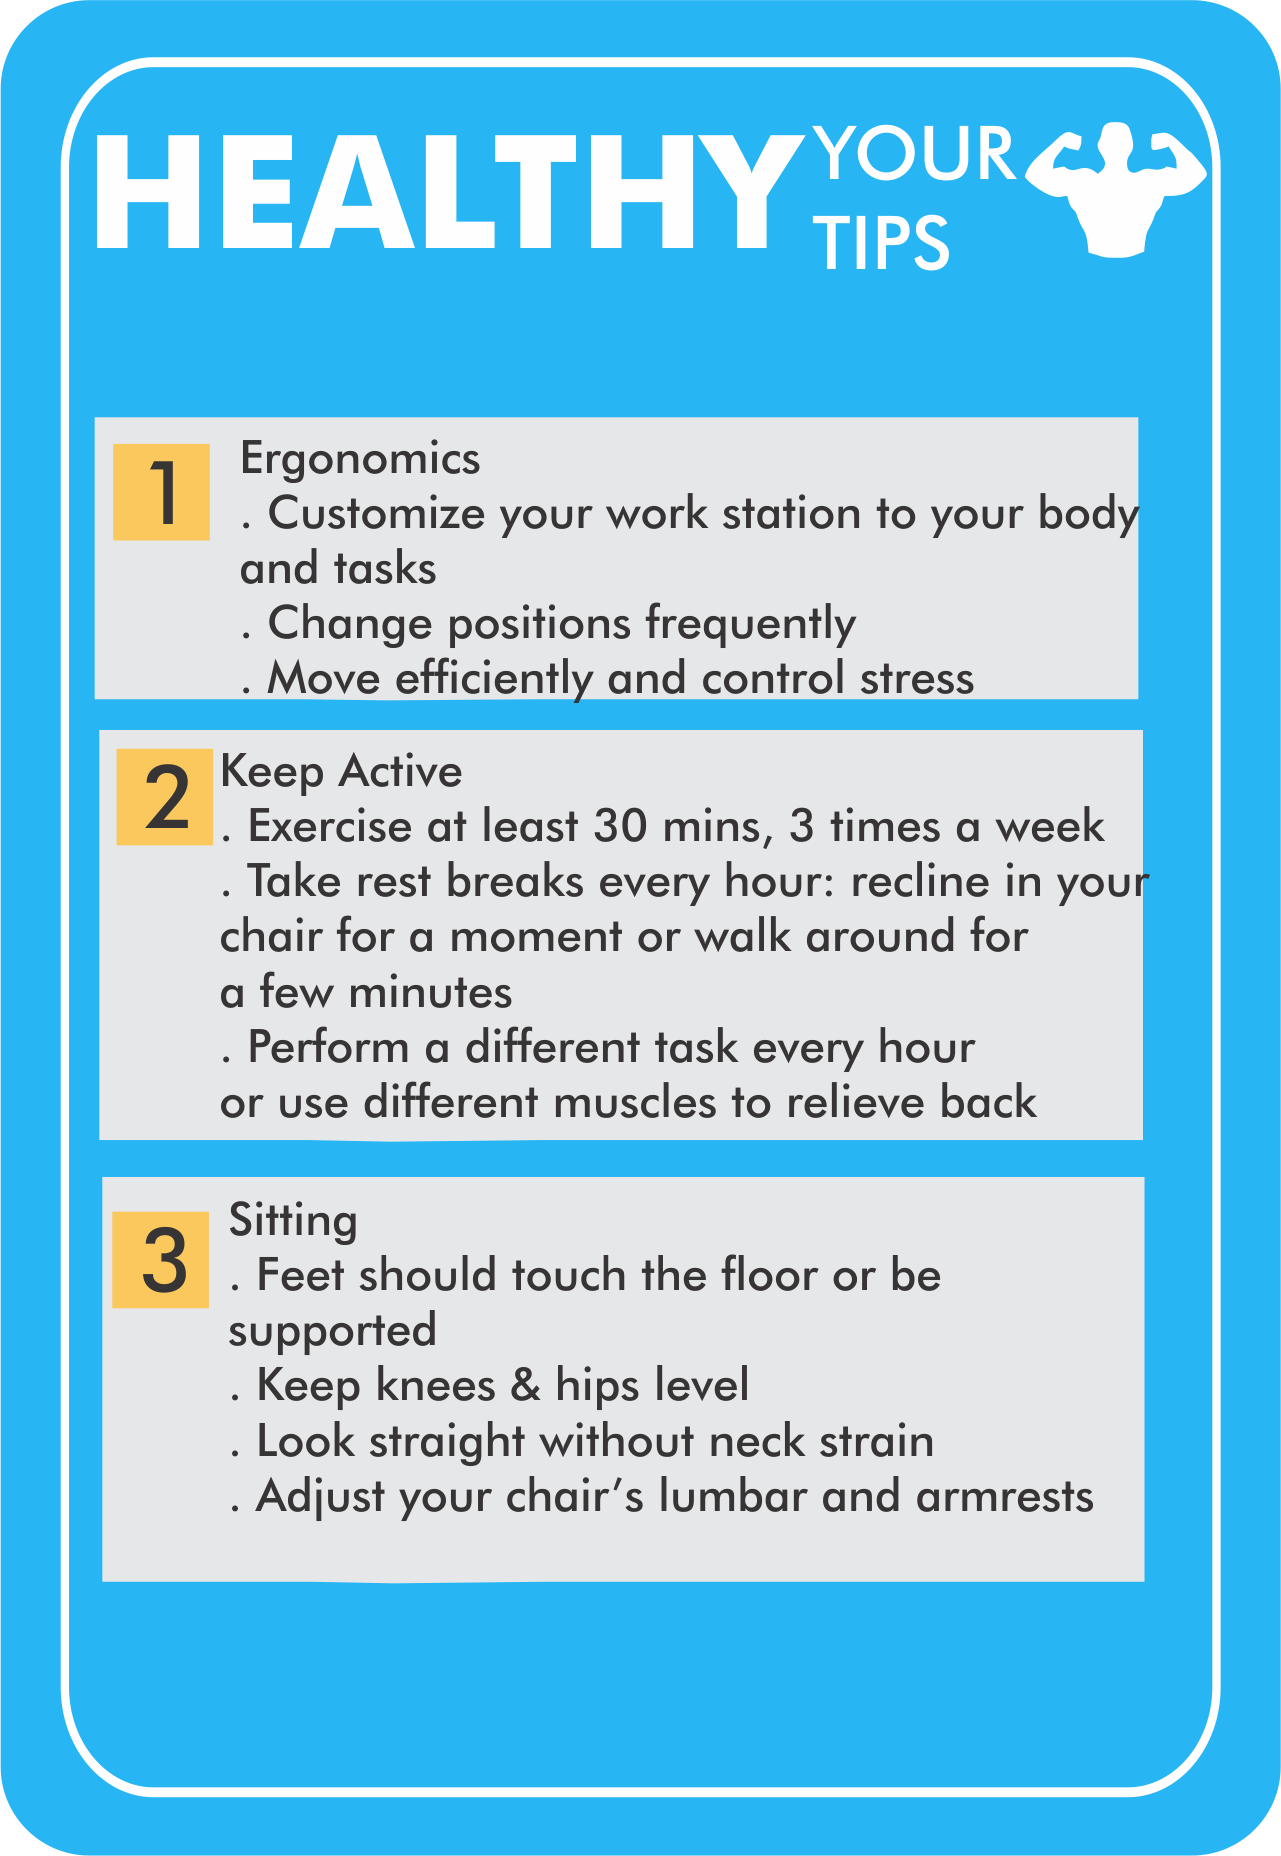 HEALTHY YOUR
TIPS
1
Ergonomics
. Customize your work station to your body
and tasks
. Change positions frequently
. Move efficiently and control stress
2
Keep Active
. Exercise at least 30 mins, 3 times a week
. Take rest breaks every hour: recline in your
chair for a moment or walk around for
a few minutes
. Perform a different task every hour
or use different muscles to relieve back
3
Sitting
. Feet should touch the floor or be
supported
. Keep knees & hips level
. Look straight without neck strain
. Adjust your chair’s lumbar and armrests